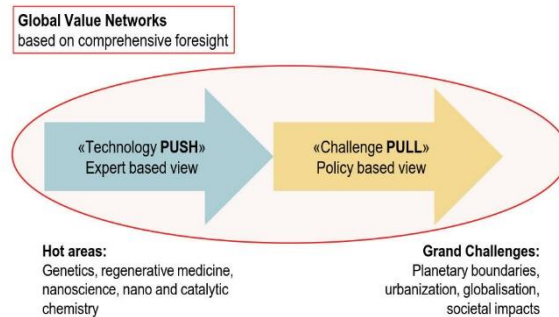 Global Value Networks
based on comprehensive foresight
«Technology PUSH»
Expert based view
«Challenge PULL»
Policy based view
Hot areas:
Genetics, regenerative medicine,
nanoscience, nano and catalytic
chemistry
Grand Challenges:
Planetary boundaries,
urbanization, globalisation,
societal impacts